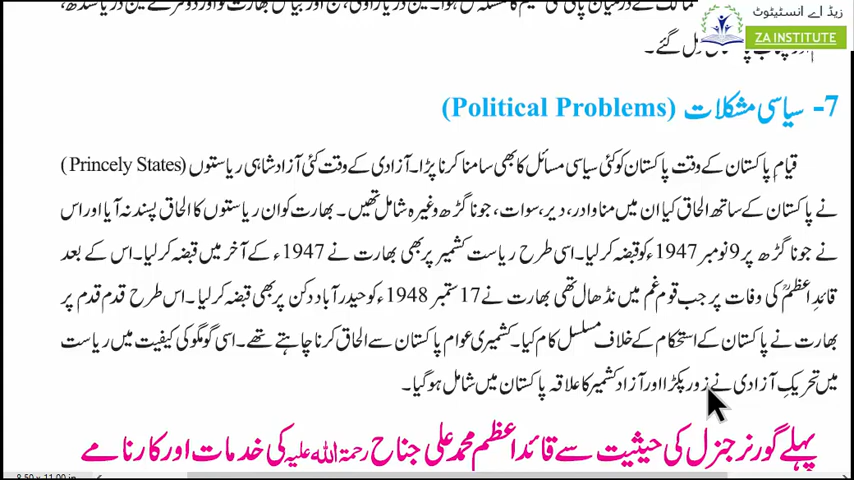 زیڈ اے انسٹیٹیوٹ
ZA INSTITUTE
7- سیاسی مشکلات (Political Problems)
قیامِ پاکستان کے وقت پاکستان کو کئی سیاسی مسائل کا بھی سامنا کرنا پڑا۔ آزادی کے وقت کئی آزاد شاہی ریاستوں (Princely States)
نے پاکستان کے ساتھ الحاق کیا ان میں مناوادر، دیر، سوات، جونا گڑھ وغیرہ شامل تھیں۔ بھارت کو ان ریاستوں کا الحاق پسند نہ آیا اور اس
نے جونا گڑھ پر 9 نومبر 1947ء کو قبضہ کر لیا۔ اسی طرح ریاست کشمیر پر بھی بھارت نے 1947ء کے آخر میں قبضہ کر لیا۔ اس کے بعد
قائدِ اعظمؒ کی وفات پر جب قوم غم میں نڈھال تھی بھارت نے 17 ستمبر 1948ء کو حیدر آباد دکن پر بھی قبضہ کر لیا۔ اس طرح قدم قدم پر
بھارت نے پاکستان کے استحکام کے خلاف مسلسل کام کیا۔ کشمیری عوام پاکستان سے الحاق کرنا چاہتے تھے۔ اسی گومگو کی کیفیت میں ریاست
میں تحریکِ آزادی نے زور پکڑا اور آزاد کشمیر کا علاقہ پاکستان میں شامل ہو گیا۔
پہلے گورنر جنرل کی حیثیت سے قائداعظم محمد علی جناح رحمۃ اللہ علیہ کی خدمات اور کارنامے
8.50 x 11.00 in